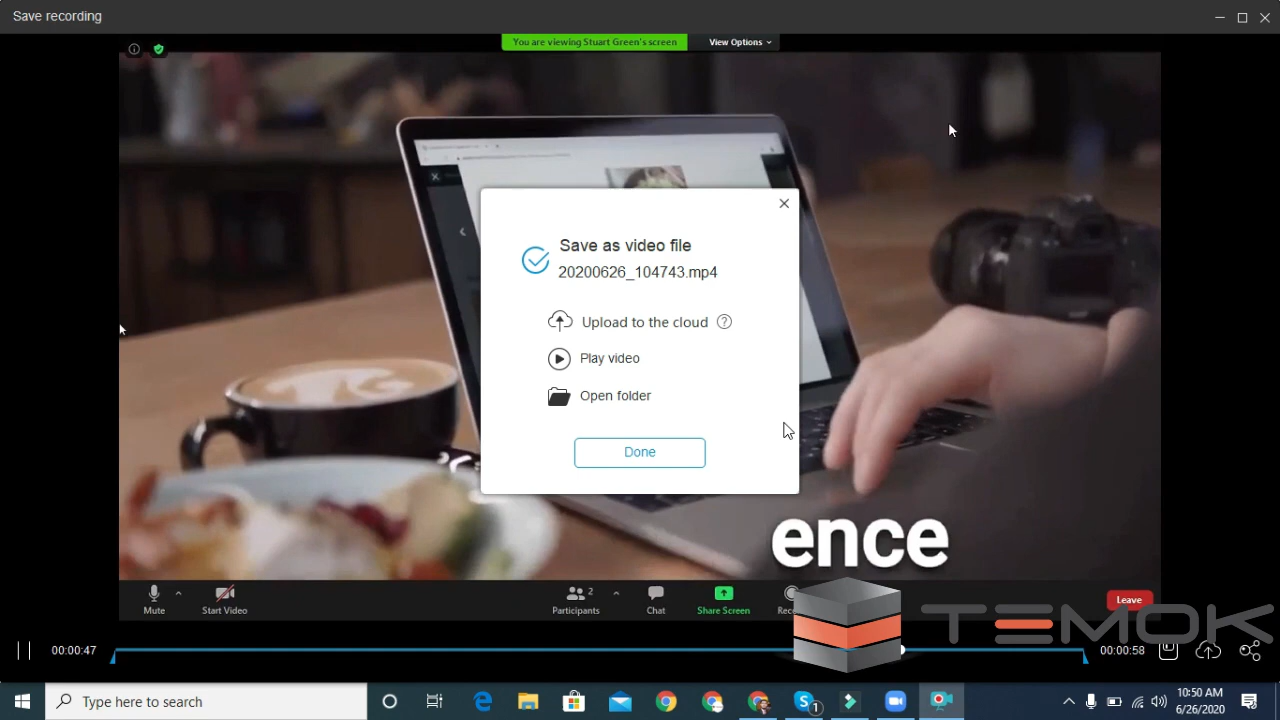 Save recording
You are viewing Stuart Green's screen
View Options
Save as video file
20200626_104743.mp4
Upload to the cloud ?
Play video
Open folder
Done
ence
Mute
Start Video
2
Participants
Chat
Share Screen
Leave
TEMOK
00:00:47
00:00:58
Type here to search
1
10:50 AM
6/26/2020